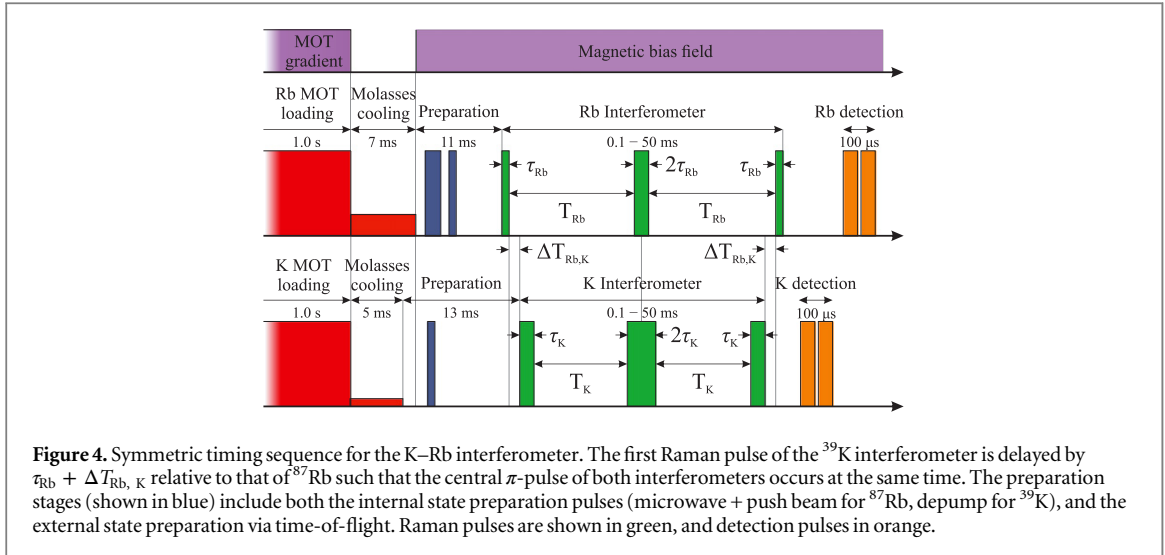 MOT
gradient
Magnetic bias field
Rb MOT
loading
Molasses
cooling
Preparation
Rb Interferometer
Rb detection
1.0 s
7 ms
11 ms
0.1 − 50 ms
100 μs
τRb
2τRb
τRb
TRb
TRb
ΔTRb,K
ΔTRb,K
K MOT
loading
Molasses
cooling
Preparation
K Interferometer
K detection
1.0 s
5 ms
13 ms
0.1 − 50 ms
100 μs
τK
2τK
τK
TK
TK
Figure 4. Symmetric timing sequence for the K–Rb interferometer. The first Raman pulse of the ³⁹K interferometer is delayed by
τRb + ΔTRb, K relative to that of ⁸⁷Rb such that the central π-pulse of both interferometers occurs at the same time. The preparation
stages (shown in blue) include both the internal state preparation pulses (microwave + push beam for ⁸⁷Rb, depump for ³⁹K), and the
external state preparation via time-of-flight. Raman pulses are shown in green, and detection pulses in orange.